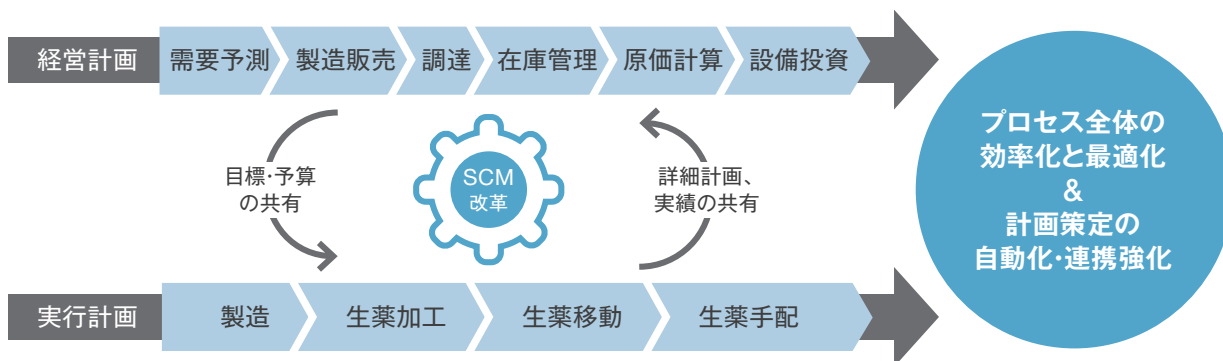 経営計画
需要予測
製造販売
調達
在庫管理
原価計算
設備投資
目標・予算
の共有
SCM
改革
詳細計画、
実績の共有
プロセス全体の
効率化と最適化
&
計画策定の
自動化・連携強化
実行計画
製造
生薬加工
生薬移動
生薬手配